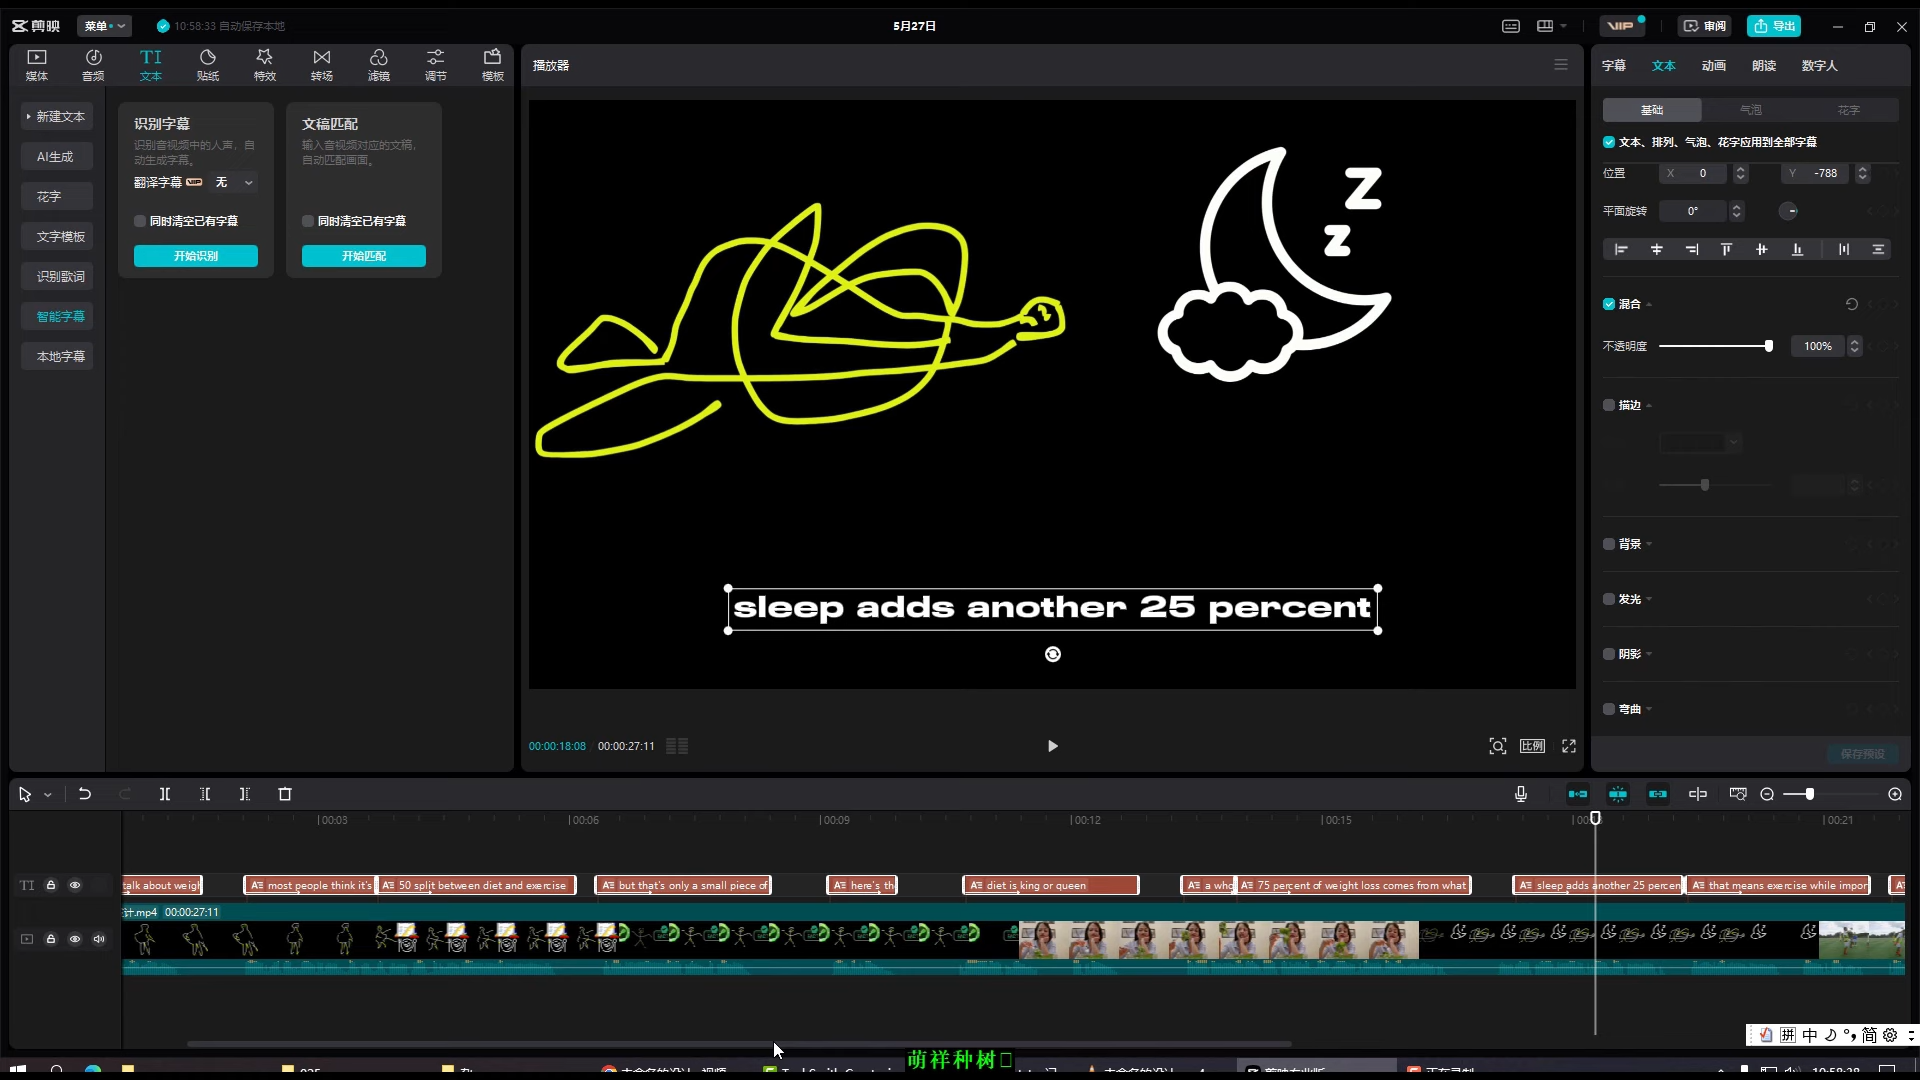 剪映
菜单
10:58:33 自动保存本地
5月27日
VIP
审阅
导出
媒体
音频
文本
贴纸
特效
转场
滤镜
调节
模板
新建文本
AI生成
花字
文字模板
识别歌词
智能字幕
本地字幕
识别字幕
识别音视频中的人声，自动生成字幕。
翻译字幕 VIP 无
同时清空已有字幕
开始识别
文稿匹配
输入音视频对应的文稿，自动匹配画面。
同时清空已有字幕
开始匹配
播放器
Z
z
sleep adds another 25 percent
00:00:18:08 00:00:27:11
比例
字幕
文本
动画
朗读
数字人
基础
气泡
花字
文本、排列、气泡、花字应用到全部字幕
位置 X 0 Y -788
平面旋转 0°
混合
不透明度 100%
描边
背景
发光
阴影
弯曲
保存预设
00:03
00:06
00:09
00:12
00:15
00:21
TI
talk about weigh
most people think it's
50 split between diet and exercise
but that's only a small piece of
here's th
diet is king or queen
a who
75 percent of weight loss comes from what
sleep adds another 25 percen
that means exercise while impor
计.mp4 00:00:27:11
拼 中 简
萌祥种树
10:58:38